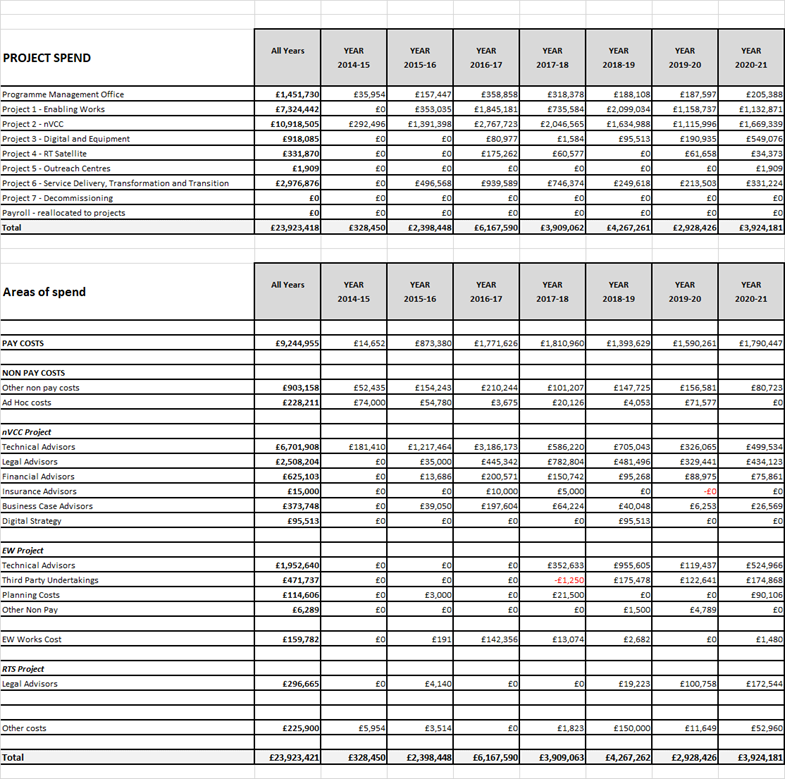 PROJECT SPEND All Years YEAR 2014-15 YEAR 2015-16 YEAR 2016-17 YEAR 2017-18 YEAR 2018-19 YEAR 2019-20 YEAR 2020-21
Programme Management Office £1,451,730 £35,954 £157,447 £358,858 £318,378 £188,108 £187,597 £205,388
Project 1 - Enabling Works £7,324,442 £0 £353,035 £1,845,181 £735,584 £2,099,034 £1,158,737 £1,132,871
Project 2 - nVCC £10,918,505 £292,496 £1,391,398 £2,767,723 £2,046,565 £1,634,988 £1,115,996 £1,669,339
Project 3 - Digital and Equipment £918,085 £0 £0 £80,977 £1,584 £95,513 £190,935 £549,076
Project 4 - RT Satellite £331,870 £0 £0 £175,262 £60,577 £0 £61,658 £34,373
Project 5 - Outreach Centres £1,909 £0 £0 £0 £0 £0 £0 £1,909
Project 6 - Service Delivery, Transformation and Transition £2,976,876 £0 £496,568 £939,589 £746,374 £249,618 £213,503 £331,224
Project 7 - Decommissioning £0 £0 £0 £0 £0 £0 £0 £0
Payroll - reallocated to projects £0 £0 £0 £0 £0 £0 £0 £0
Total £23,923,418 £328,450 £2,398,448 £6,167,590 £3,909,062 £4,267,261 £2,928,426 £3,924,181
Areas of spend All Years YEAR 2014-15 YEAR 2015-16 YEAR 2016-17 YEAR 2017-18 YEAR 2018-19 YEAR 2019-20 YEAR 2020-21
PAY COSTS £9,244,955 £14,652 £873,380 £1,771,626 £1,810,960 £1,393,629 £1,590,261 £1,790,447
NON PAY COSTS
Other non pay costs £903,158 £52,435 £154,243 £210,244 £101,207 £147,725 £156,581 £80,723
Ad Hoc costs £228,211 £74,000 £54,780 £3,675 £20,126 £4,053 £71,577 £0
nVCC Project
Technical Advisors £6,701,908 £181,410 £1,217,464 £3,186,173 £586,220 £705,043 £326,065 £499,534
Legal Advisors £2,508,204 £0 £35,000 £445,342 £782,804 £481,496 £329,441 £434,123
Financial Advisors £625,103 £0 £13,686 £200,571 £150,742 £95,268 £88,975 £75,861
Insurance Advisors £15,000 £0 £0 £10,000 £5,000 £0 -£0 £0
Business Case Advisors £373,748 £0 £39,050 £197,604 £64,224 £40,048 £6,253 £26,569
Digital Strategy £95,513 £0 £0 £0 £0 £95,513 £0 £0
EW Project
Technical Advisors £1,952,640 £0 £0 £0 £352,633 £955,605 £119,437 £524,966
Third Party Undertakings £471,737 £0 £0 £0 -£1,250 £175,478 £122,641 £174,868
Planning Costs £114,606 £0 £3,000 £0 £21,500 £0 £0 £90,106
Other Non Pay £6,289 £0 £0 £0 £0 £1,500 £4,789 £0
EW Works Cost £159,782 £0 £191 £142,356 £13,074 £2,682 £0 £1,480
RTS Project
Legal Advisors £296,665 £0 £4,140 £0 £0 £19,223 £100,758 £172,544
Other costs £225,900 £5,954 £3,514 £0 £1,823 £150,000 £11,649 £52,960
Total £23,923,421 £328,450 £2,398,448 £6,167,590 £3,909,063 £4,267,262 £2,928,426 £3,924,181